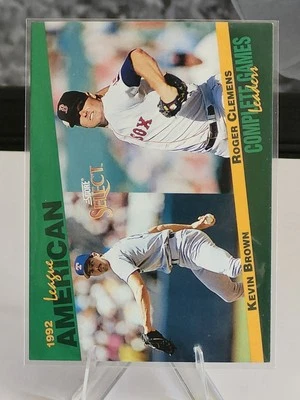 1992
League
AMERICAN
SCORE
SELECT
SOX
B
ROGER CLEMENS
COMPLETE GAMES
Leaders
KEVIN BROWN